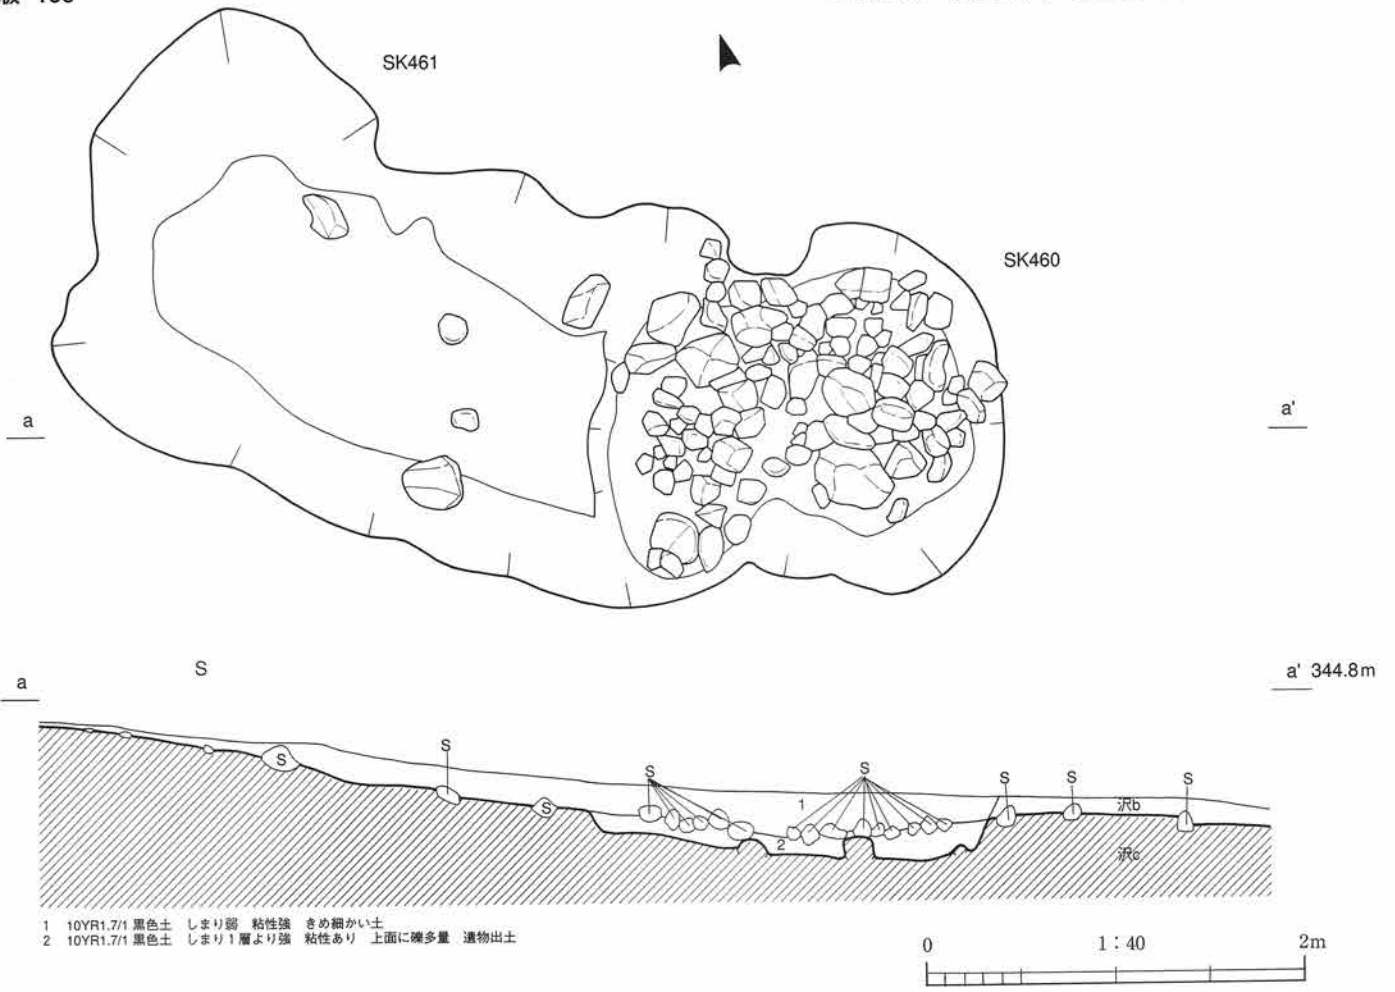 SK461
SK460
a
a'
S
a
a' 344.8m
S
S
S
S
S
S
S
S
1
沢b
2
沢c
1 10YR1.7/1 黒色土 しまり弱 粘性強 きめ細かい土
2 10YR1.7/1 黒色土 しまり1層より強 粘性あり 上面に礫多量 遺物出土
0 1:40 2m